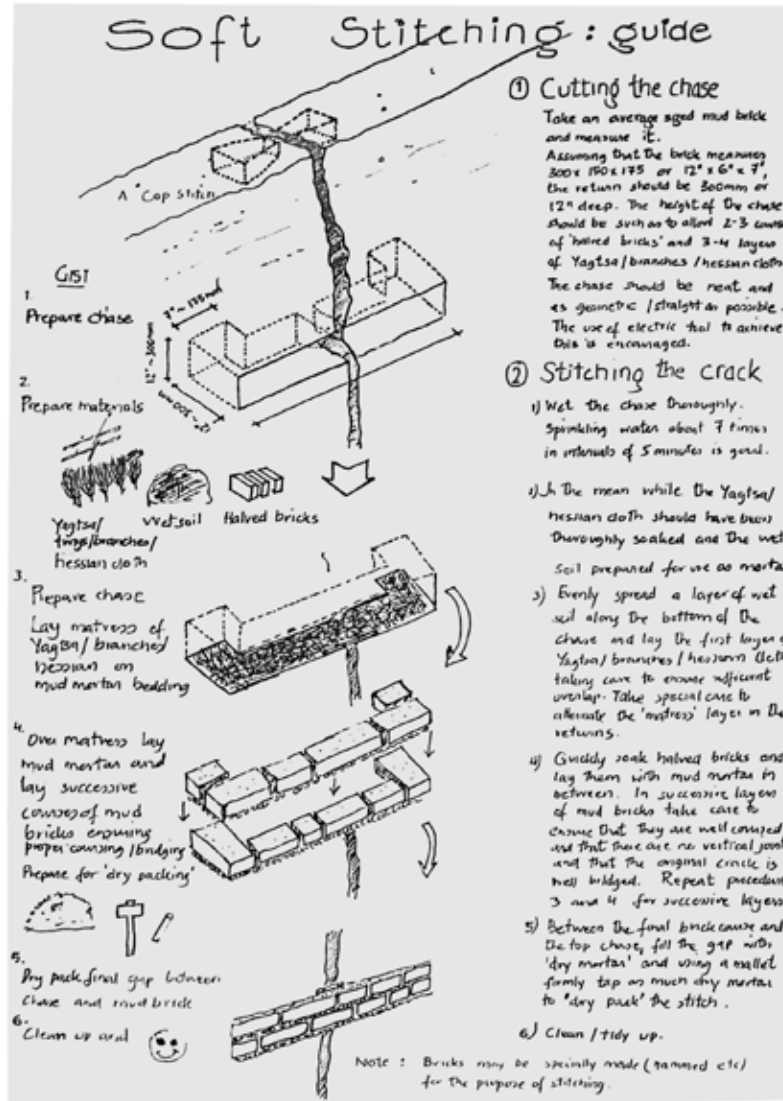 Soft Stitching : guide
① Cutting the chase
Take an average sized mud brick
and measure it.
Assuming that the brick measures
300 x 150 x 175 or 12" x 6" x 7",
the return should be 300mm or
12" deep. The height of the chase
should be such as to allow 2-3
of 'halved bricks' and 3-4 layers
of Yagtsa/branches/hessian cloth
The chase should be neat and
as geometric / straight as possible.
The use of electric tool to achieve
this is encouraged.
② Stitching the crack
1) Wet the chase thoroughly.
Sprinkling water about 7 times
in intervals of 5 minutes is good.
2) In the mean while the Yagtsa/
hessian cloth should have been
thoroughly soaked and the wet
Soil prepared for use as
3) Evenly spread a layer of wet
soil along the bottom of the
chase and lay the first layer
Yagtsa/branches/hessian
taking care to ensure sufficient
overlap. Take special care to
alternate the 'matress' layer in the
returns.
4) Quickly soak halved bricks and
lay them with mud mortar in
between. In successive layers
of mud bricks take care to
ensure that they are well coursed
and that there are no vertical
and that the original crack is
well bridged. Repeat
3 and 4 for successive layers
5) Between the final brick cause and
the top chase, fill the gap with
'dry mortar' and using a mallet
firmly tap as much dry mortar
to "dry pack" the stitch.
6) Clean / tidy up.
A "Cap stitch
GIST
1.
Prepare chase
7" ~ 175mm
12" ~ 300mm
12" ~ 300mm
2.
Prepare materials
Yagtsa/
twigs/branches/
hessian cloth
Wet soil
Halved bricks
3.
Prepare chase
Lay matress of
Yagtsa/branches/
hessian on
mud mortar bedding
4.
Over matress lay
mud mortar and
lay successive
courses of mud
bricks ensuring
proper coursing/bridging
Prepare for 'dry packing'
5.
Dry pack final gap between
chase and mud brick
6.
Clean up and
Note : Bricks may be specially made (rammed etc)
for the purpose of stitching.